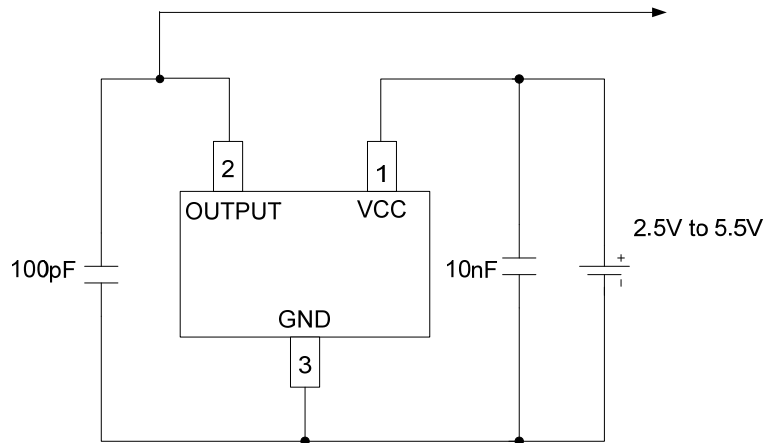 2
1
OUTPUT
VCC
2.5V to 5.5V
+
100pF
10nF
-
GND
3